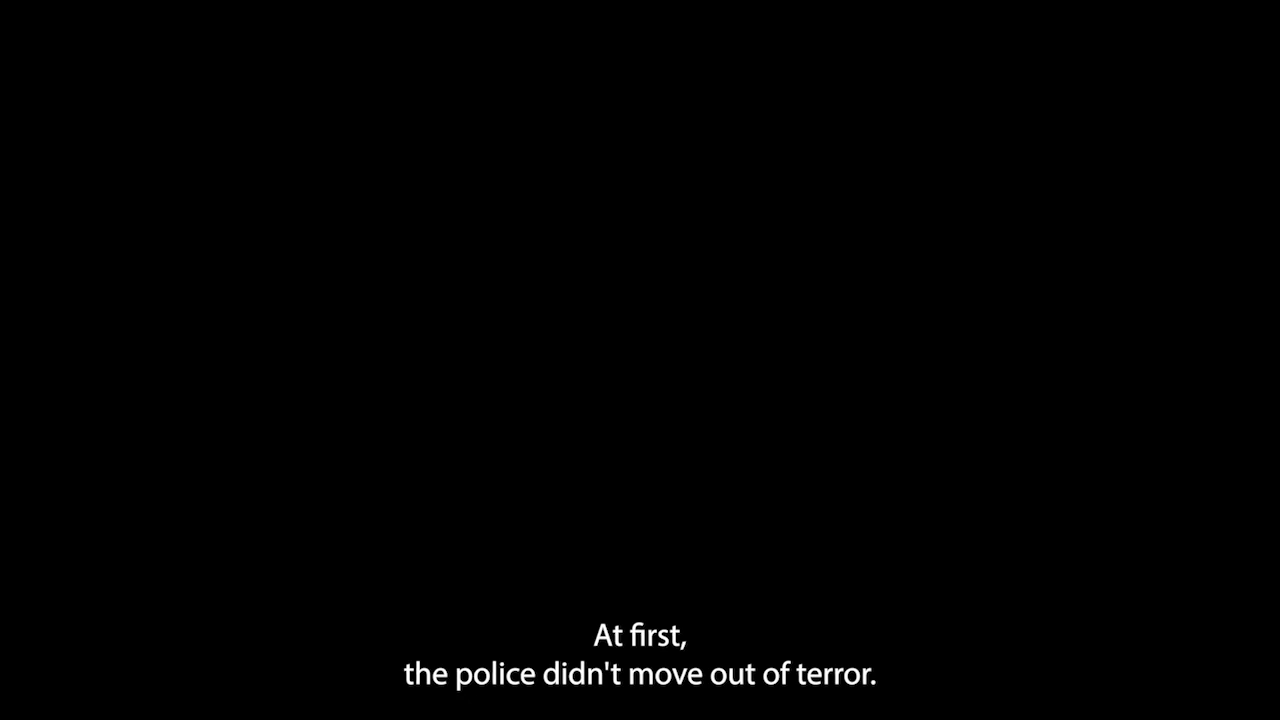 At first,
the police didn't move out of terror.